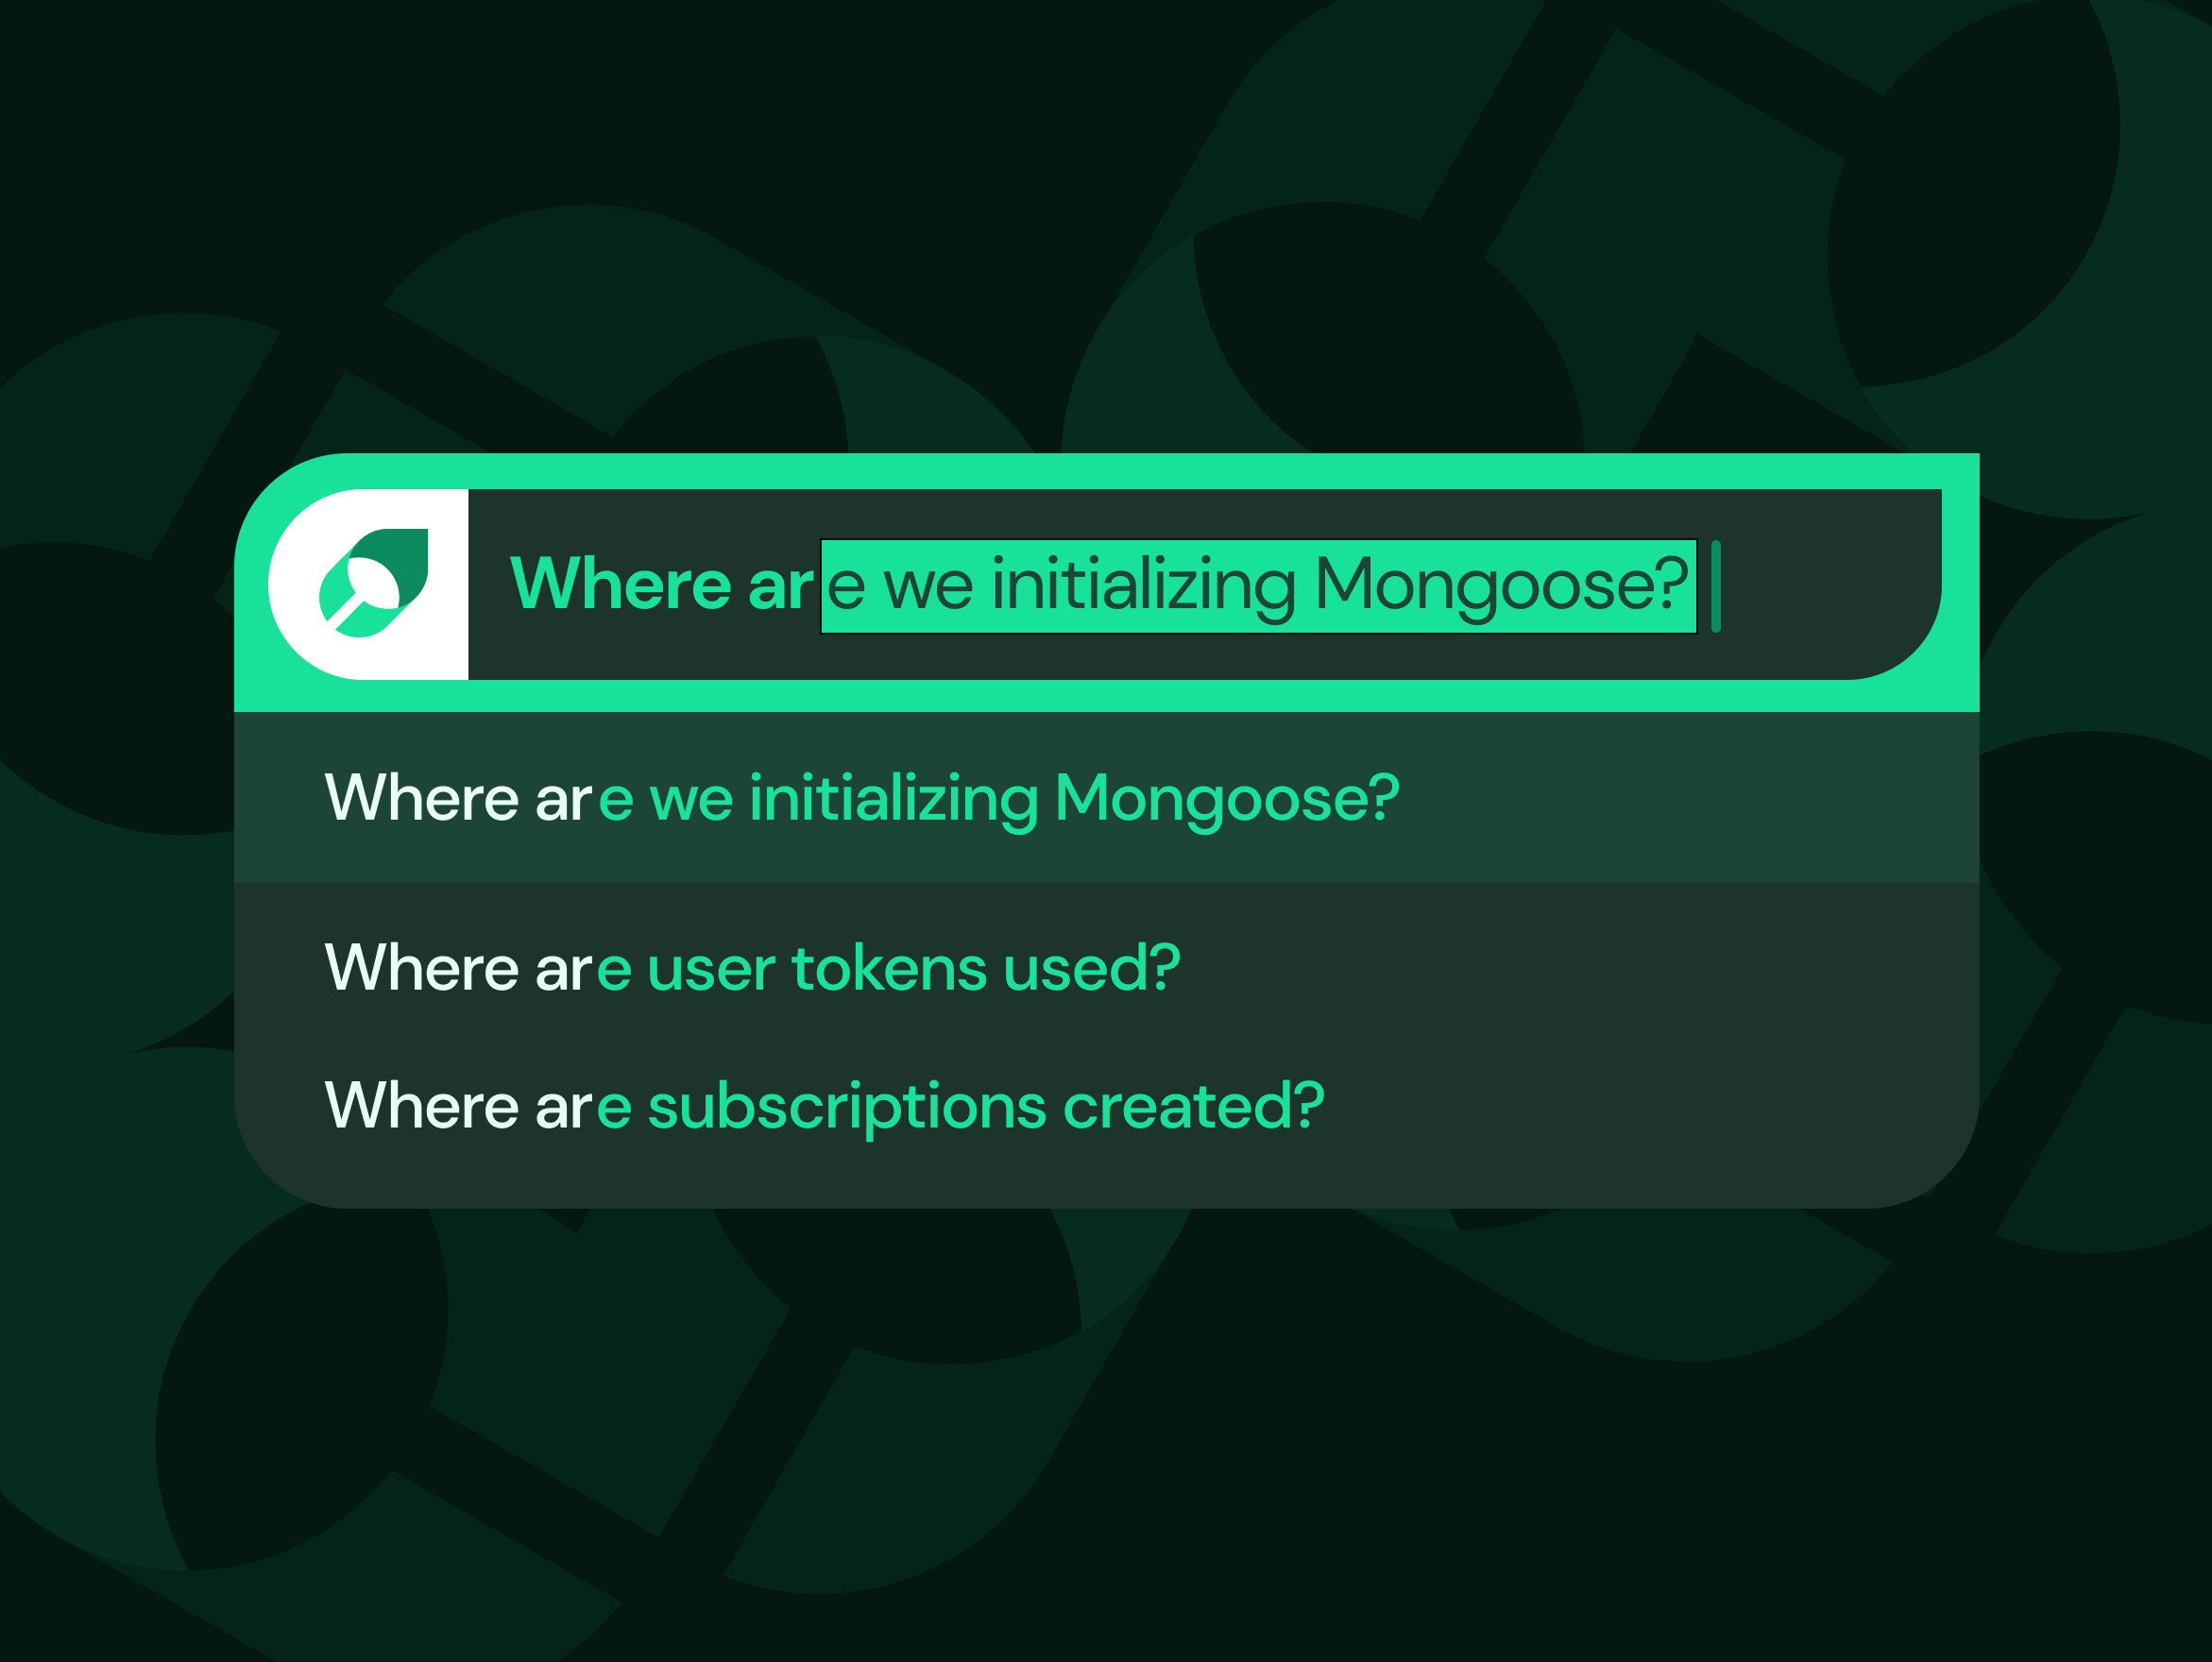 Where are we initializing Mongoose?
Where are we initializing Mongoose?
Where are user tokens used?
Where are subscriptions created?